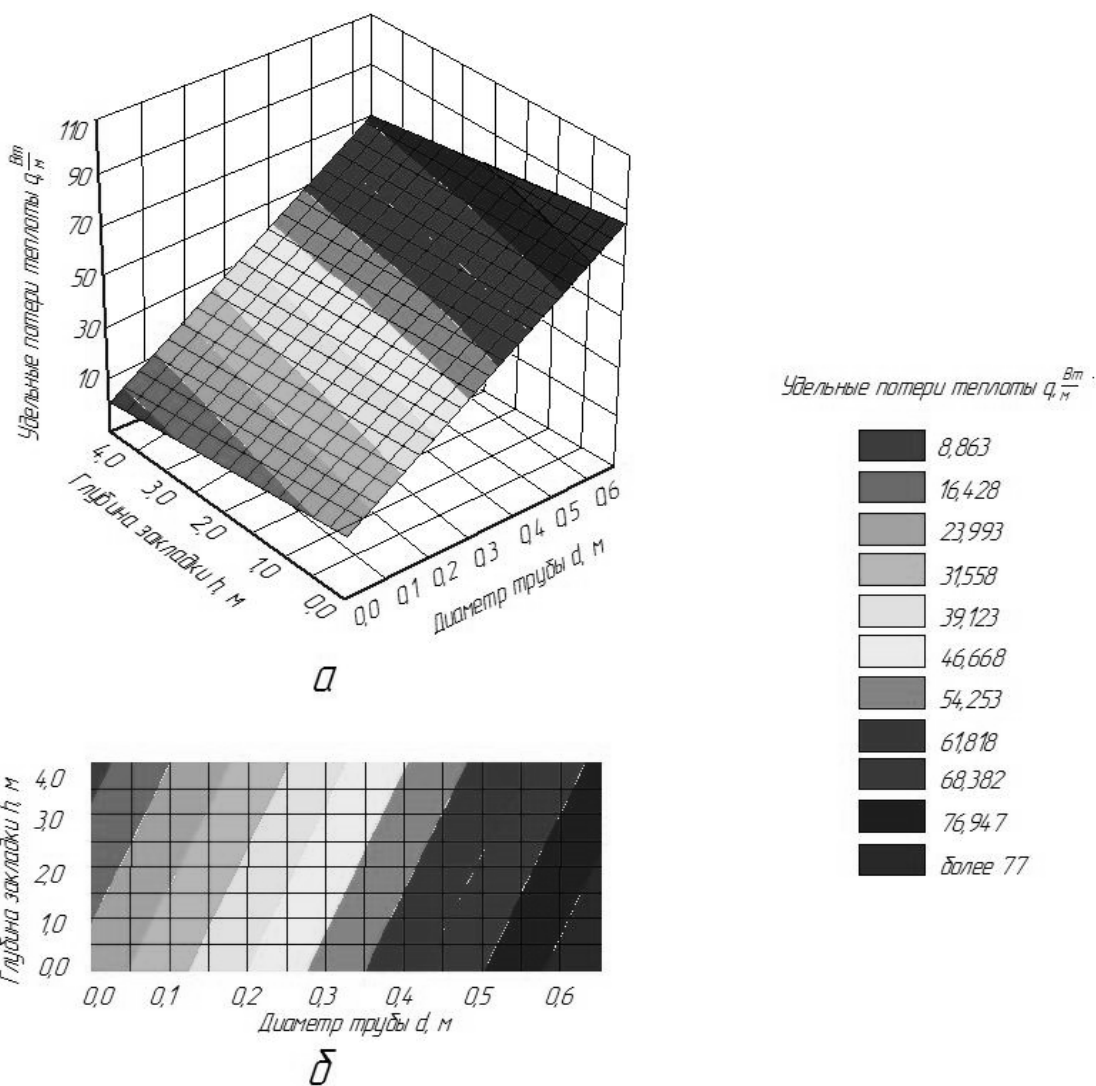 110
90
70
50
30
10
Удельные потери теплоты q, Вт/м
4,0 3,0 2,0 1,0 0,0
Глубина закладки h, м
0,0 0,1 0,2 0,3 0,4 0,5 0,6
Диаметр трубы d, м
а
Удельные потери теплоты q, Вт/м
8,863
16,428
23,993
31,558
39,123
46,668
54,253
61,818
68,382
76,947
более 77
4,0
3,0
2,0
1,0
0,0
Глубина закладки h, м
0,0 0,1 0,2 0,3 0,4 0,5 0,6
Диаметр трубы d, м
б